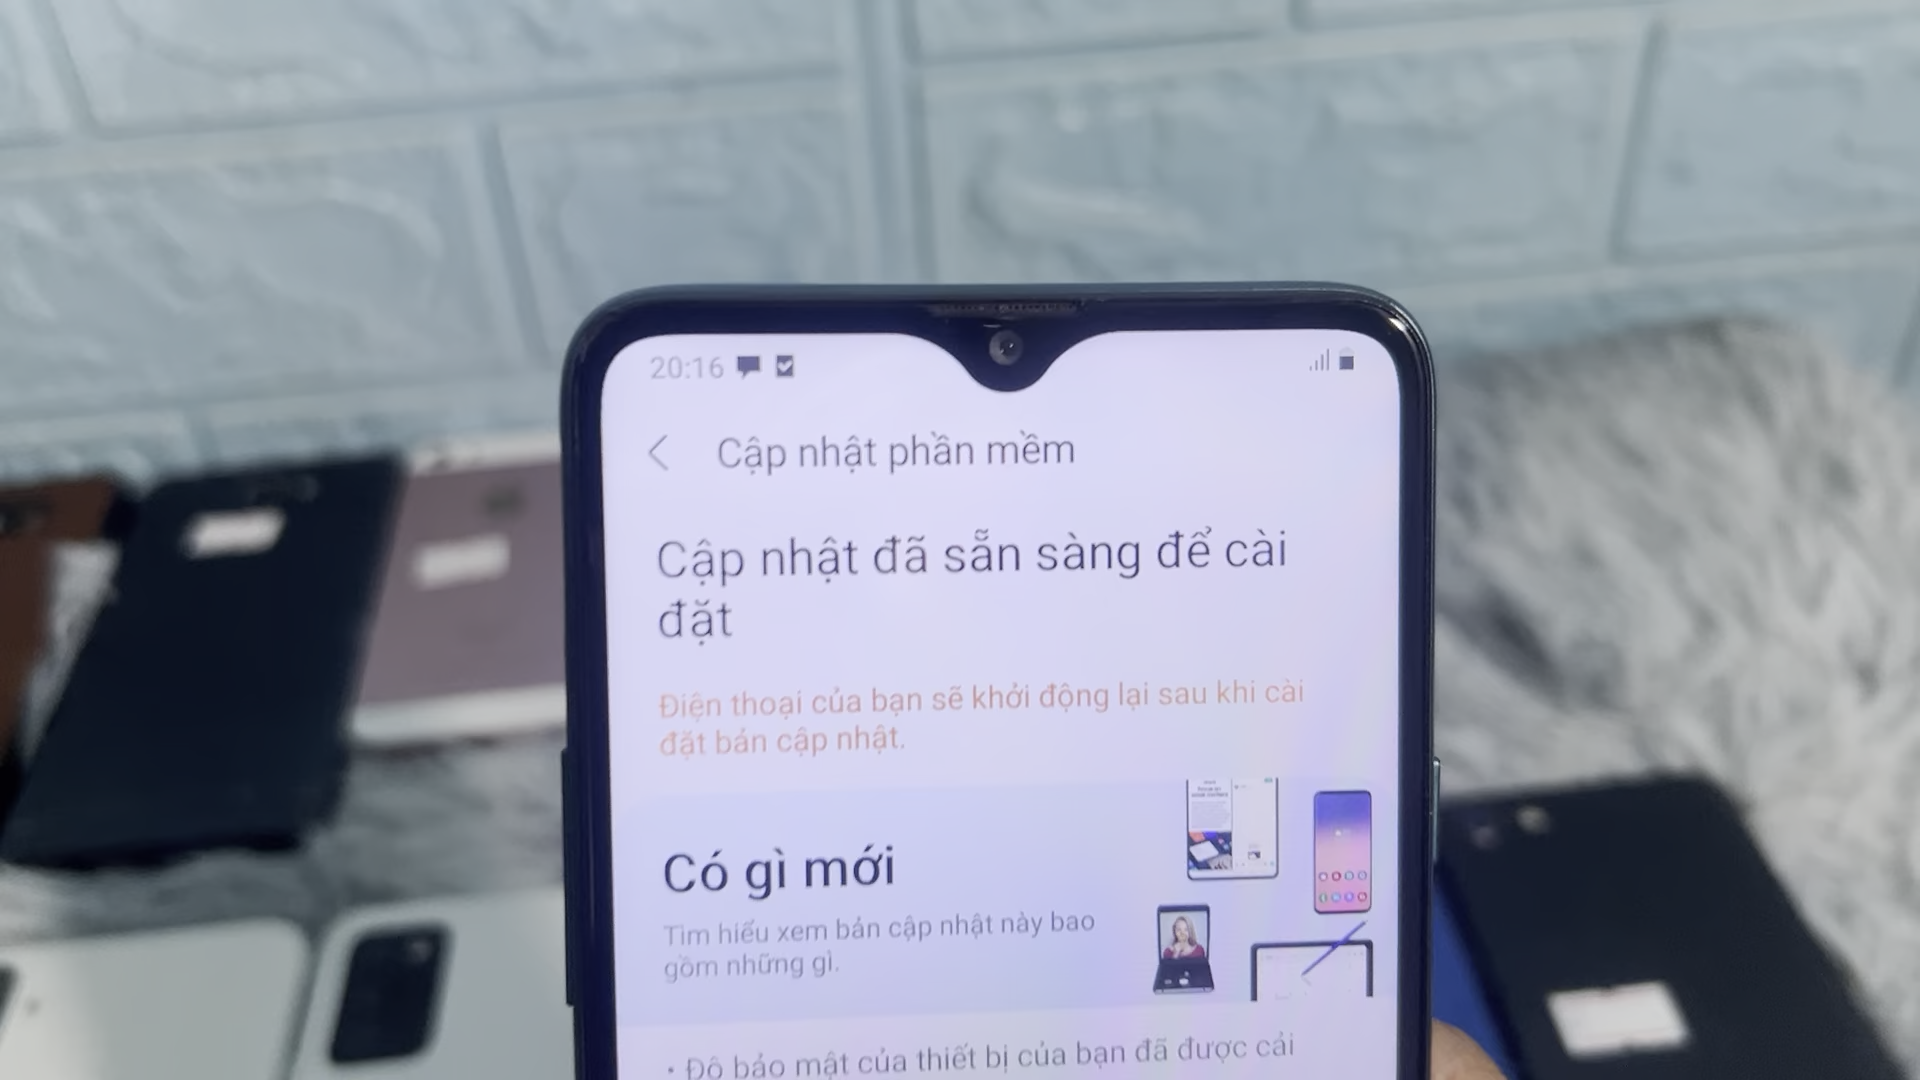 20:16
Cập nhật phần mềm
Cập nhật đã sẵn sàng để cài
đặt
Điện thoại của bạn sẽ khởi động lại sau khi cài
đặt bản cập nhật.
Có gì mới
Tìm hiểu xem bản cập nhật này bao
gồm những gì.
• Độ bảo mật của thiết bị của bạn đã được cải